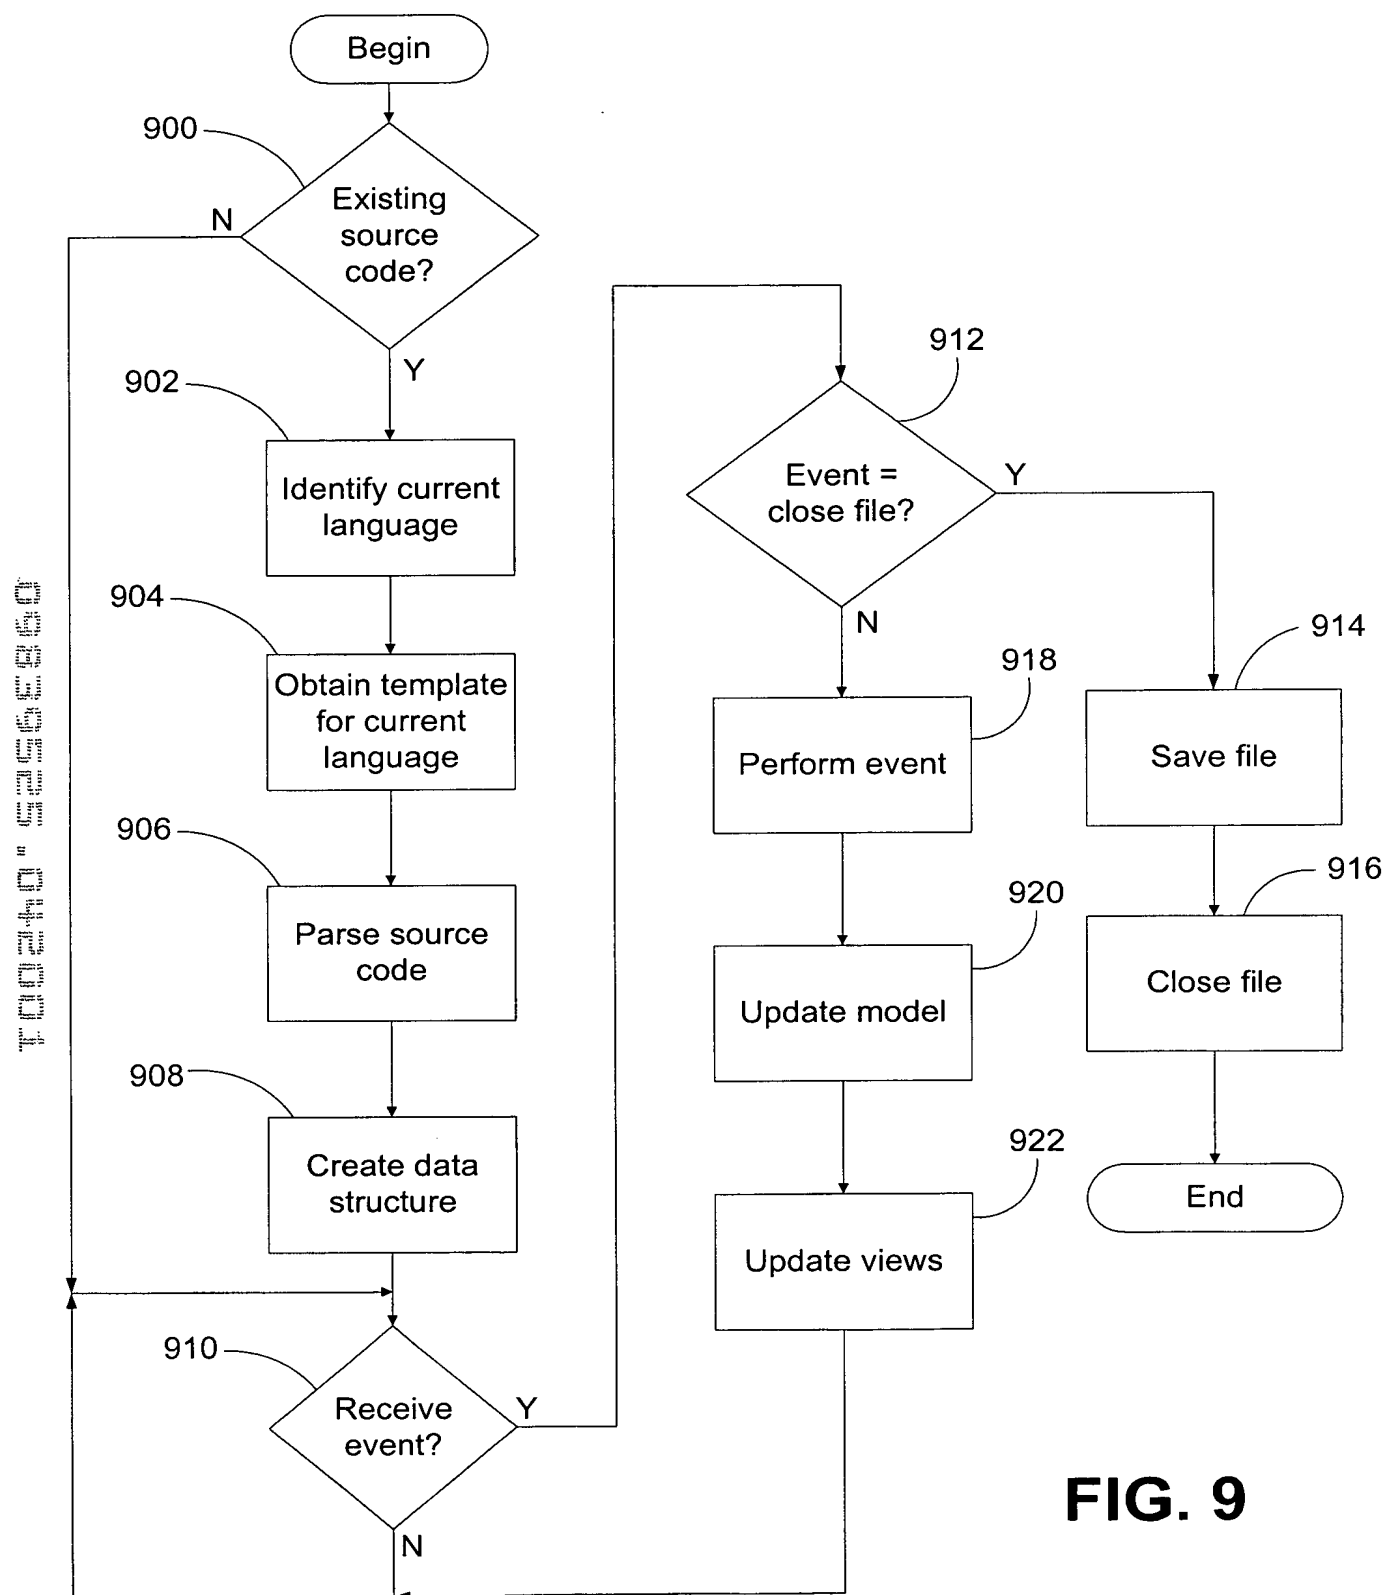 Begin
900
Existing
source
code?
N
Y
902
Identify current
language
904
Obtain template
for current
language
906
Parse source
code
908
Create data
structure
910
Receive
event?
Y
N
912
Event =
close file?
Y
N
914
Save file
916
Close file
End
918
Perform event
920
Update model
922
Update views
FIG. 9
09839525.042001